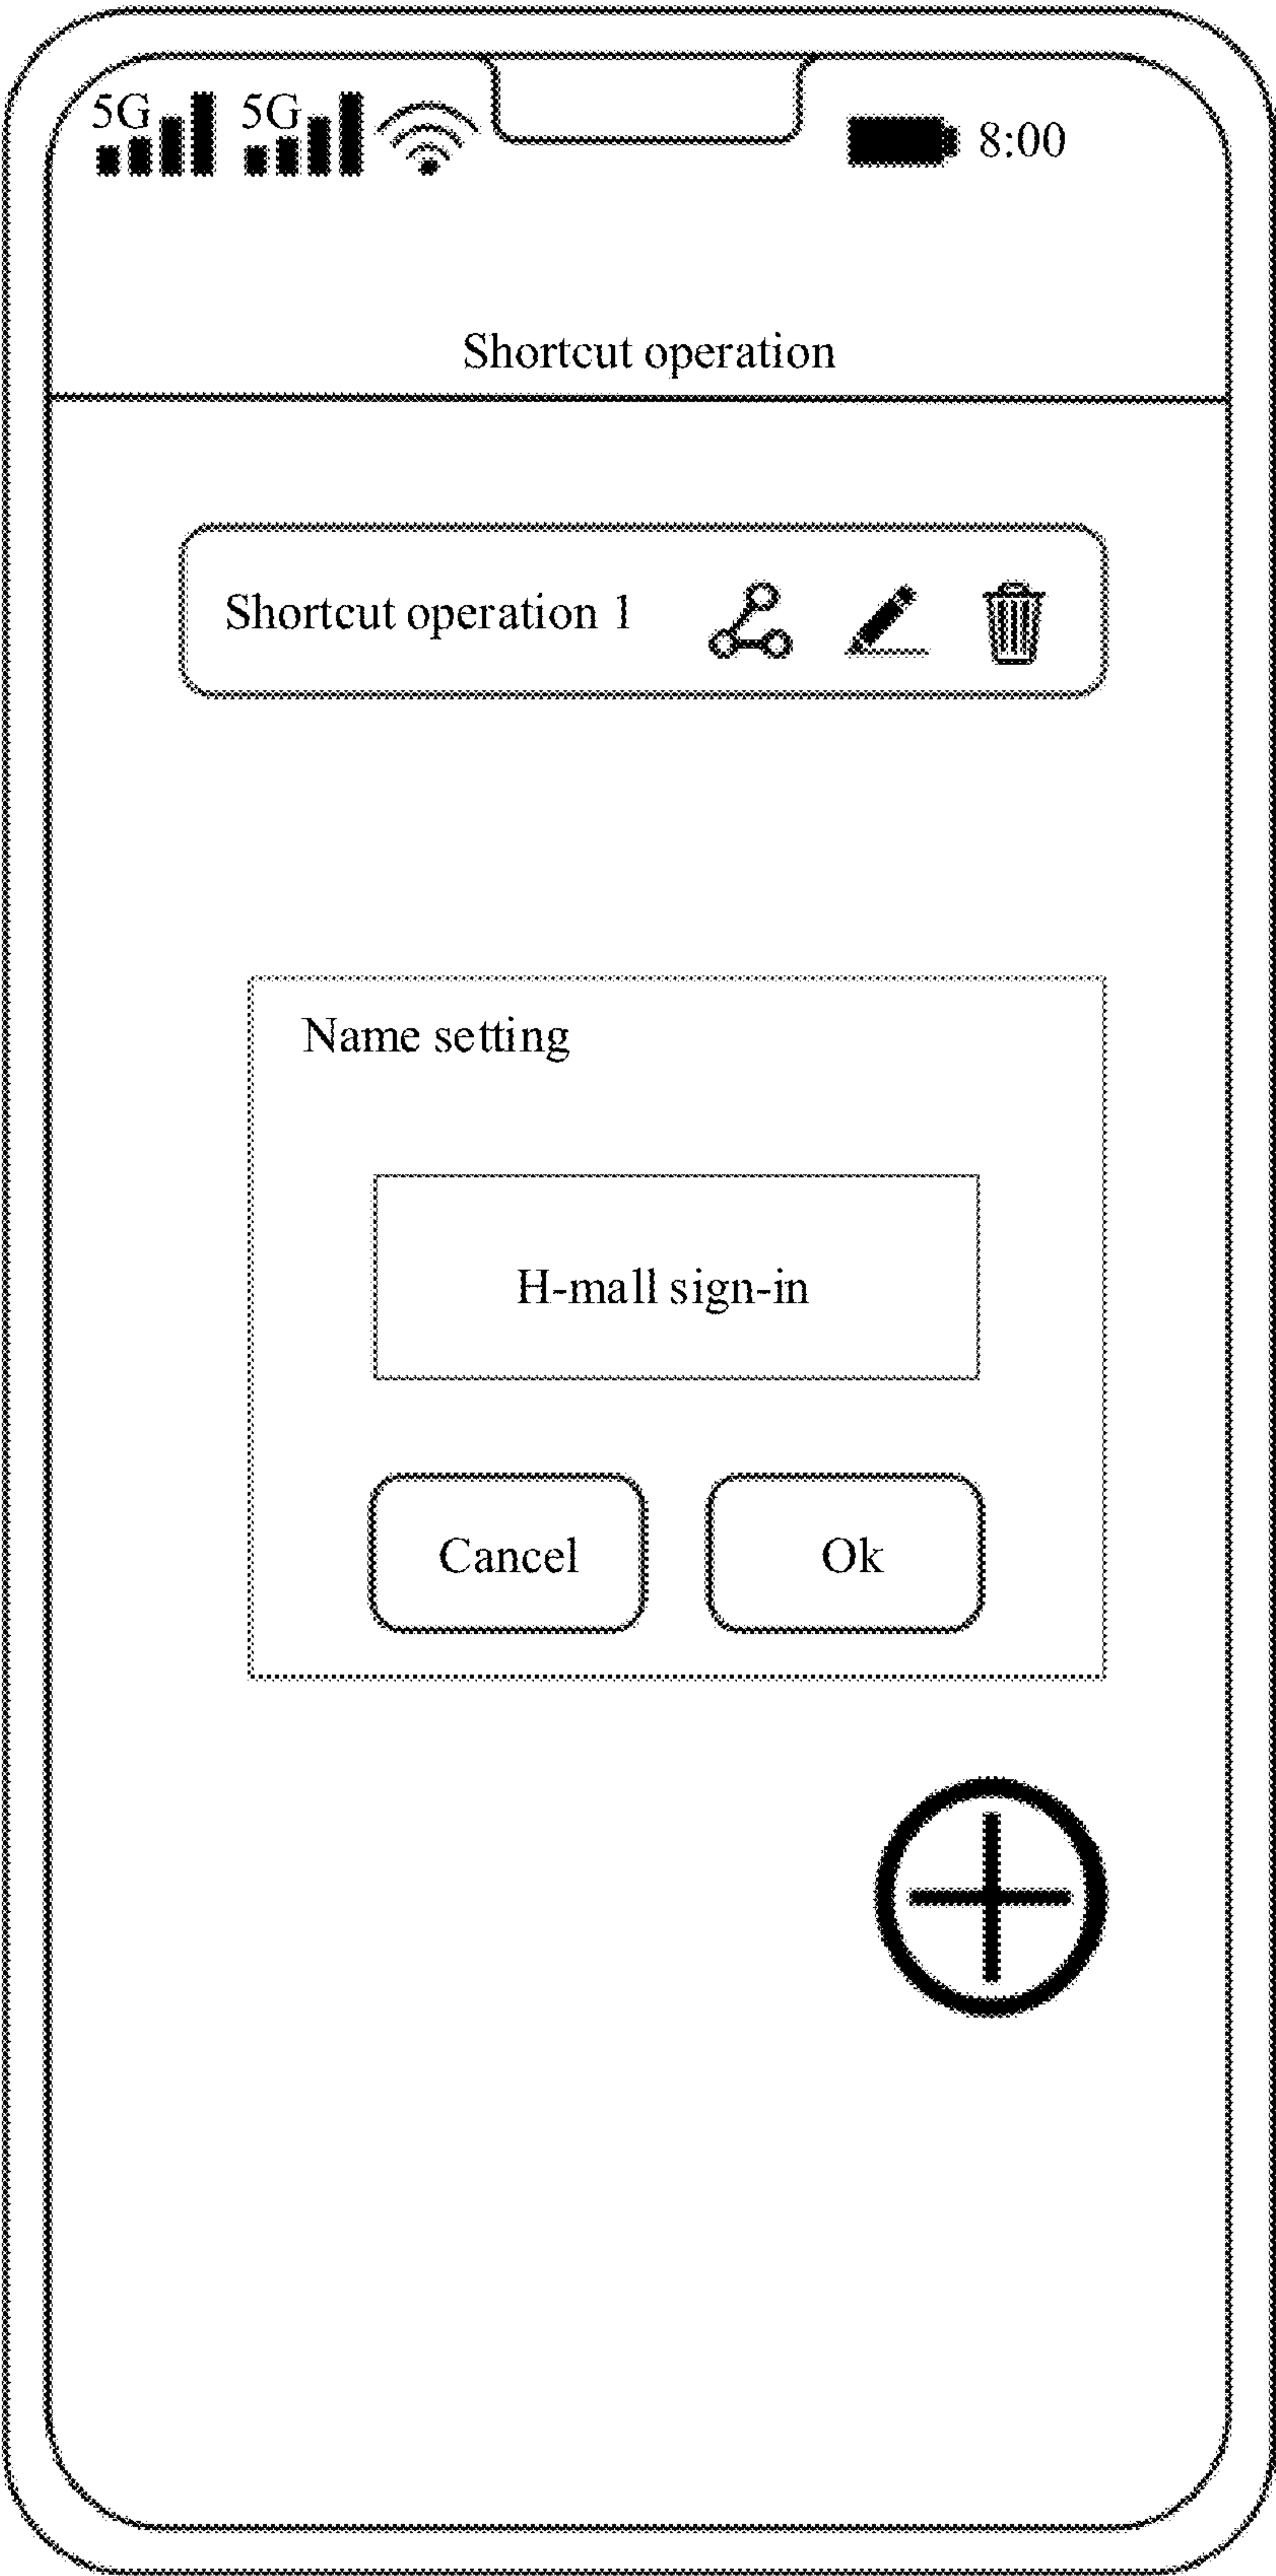 5G 5G 8:00
Shortcut operation
Shortcut operation 1
Name setting
H-mall sign-in
Cancel Ok